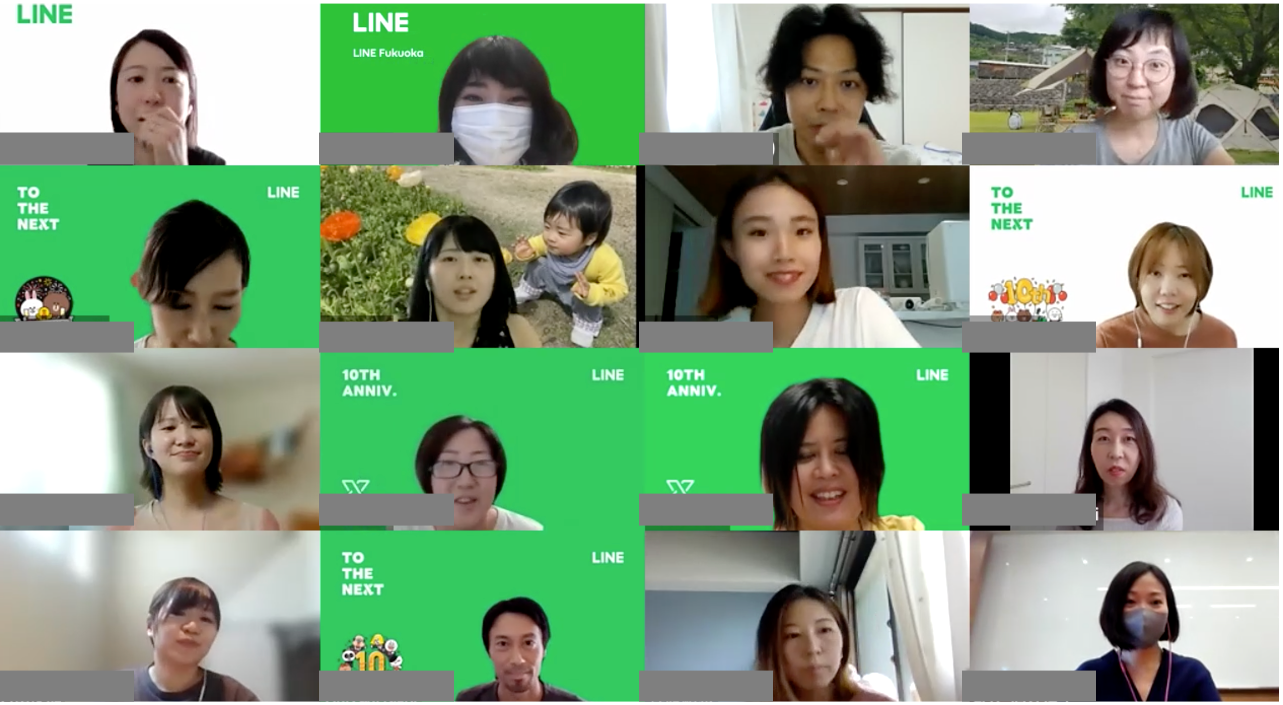 LINE
LINE
LINE Fukuoka
TO
THE
NEXT
LINE
TO
THE
NEXT
LINE
10th
10TH
ANNIV.
LINE
10TH
ANNIV.
LINE
i
TO
THE
NEXT
LINE
10